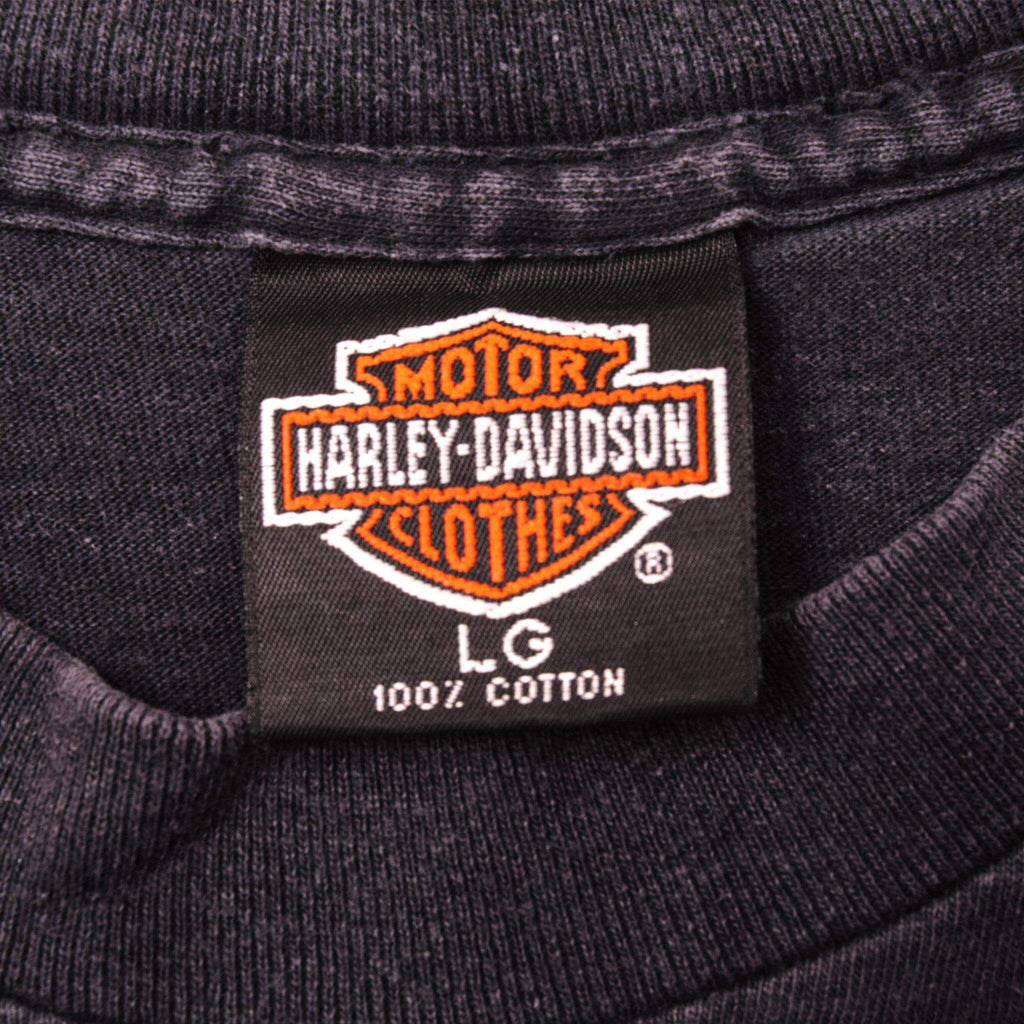 MOTOR
HARLEY-DAVIDSON
CLOTHES
®
LG
100% COTTON